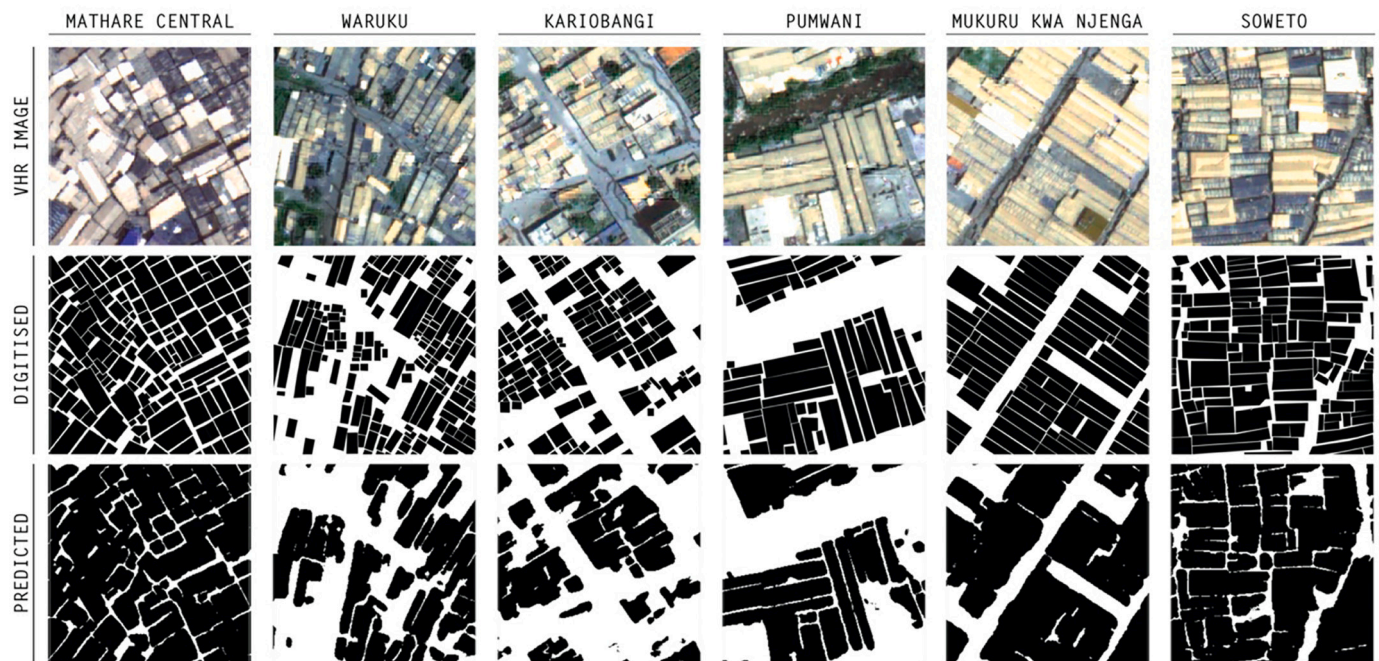 MATHARE CENTRAL
WARUKU
KARIOBANGI
PUMWANI
MUKURU KWA NJENGA
SOWETO
VHR IMAGE
DIGITISED
PREDICTED